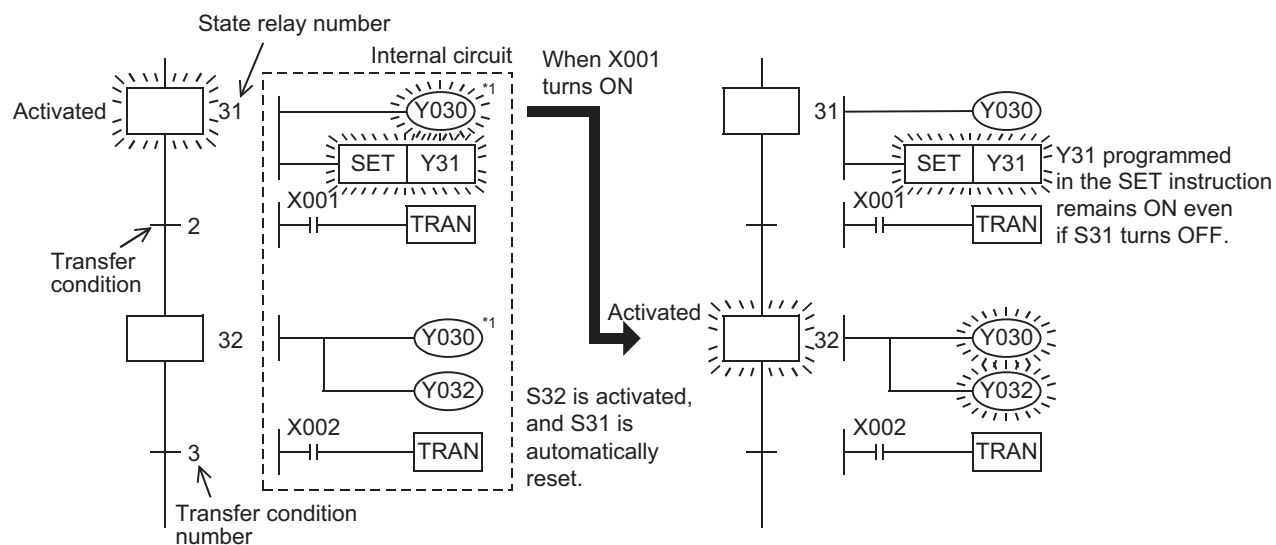 State relay number
Internal circuit
When X001
turns ON
Activated
31
Y030
*1
SET
Y31
X001
TRAN
2
Transfer
condition
32
Y030
*1
Y032
X002
TRAN
3
Transfer condition
number
Activated
S32 is activated,
and S31 is
automatically
reset.
31
Y030
SET
Y31
Y31 programmed
in the SET instruction
remains ON even
if S31 turns OFF.
X001
TRAN
32
Y030
Y032
X002
TRAN